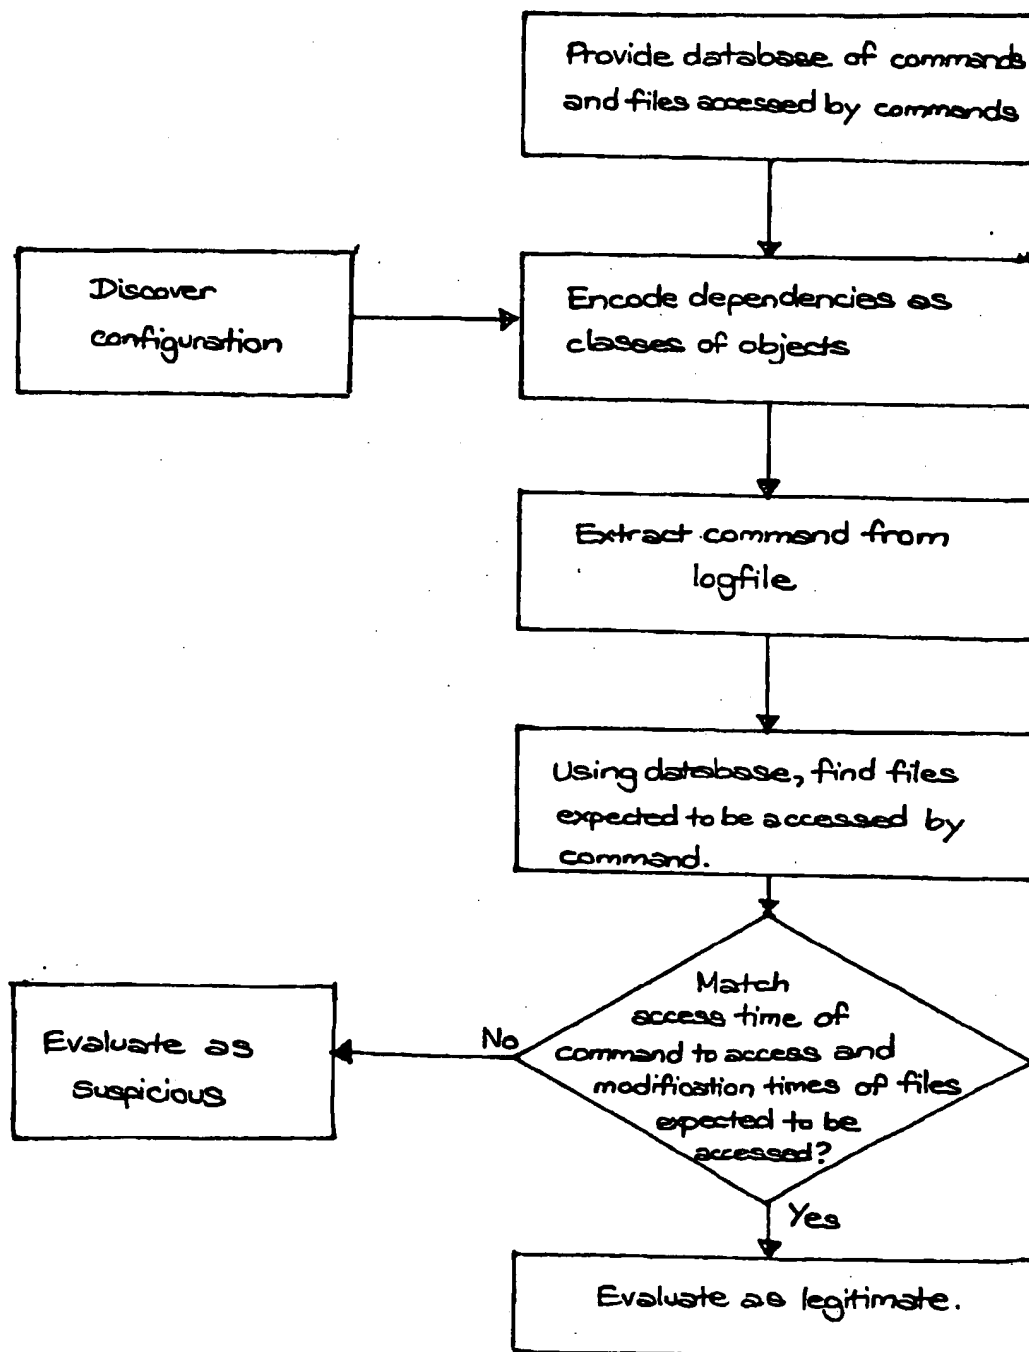 Provide database of commands
and files accessed by commands
Discover
configuration
Encode dependencies as
classes of objects
Extract command from
logfile
Using database, find files
expected to be accessed by
command.
Match
access time of
command to access and
modification times of files
expected to be
accessed?
No
Evaluate as
Suspicious
Yes
Evaluate as legitimate.